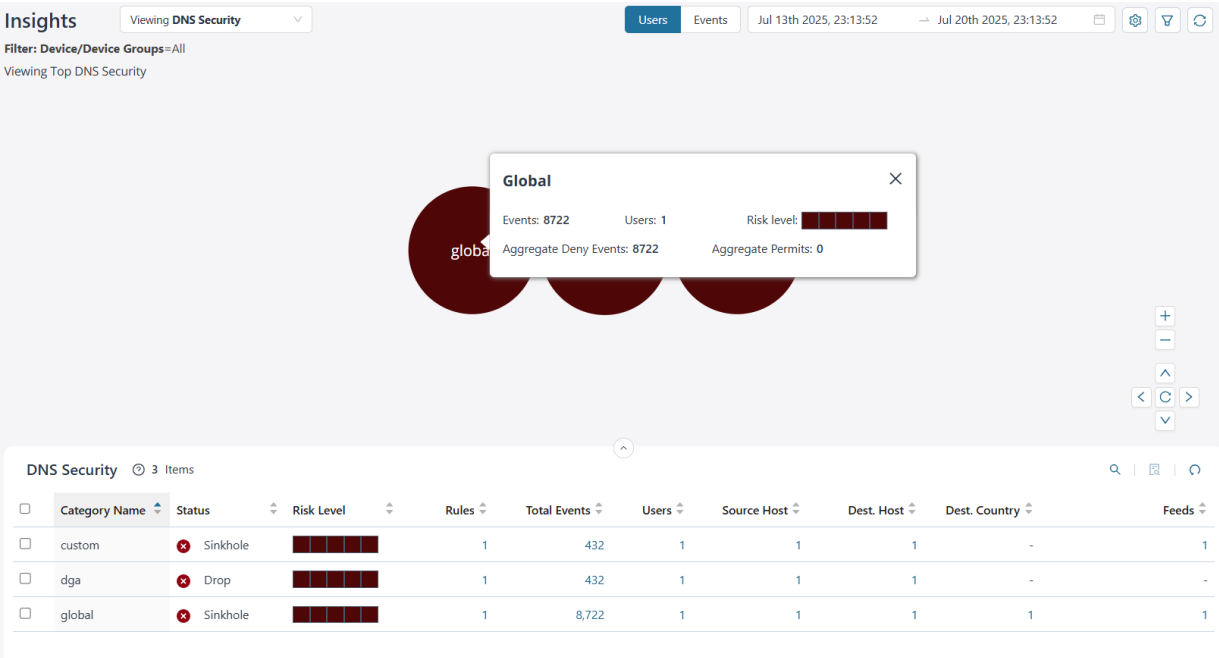 Insights
Viewing DNS Security
Users
Events
Jul 13th 2025, 23:13:52
Jul 20th 2025, 23:13:52
Filter: Device/Device Groups=All
Viewing Top DNS Security
Global
Events: 8722
Users: 1
Risk level:
globa
Aggregate Deny Events: 8722
Aggregate Permits: 0
DNS Security
3 Items
Category Name Status Risk Level Rules Total Events Users Source Host Dest. Host Dest. Country Feeds
custom Sinkhole 1 432 1 1 1 - 1
dga Drop 1 432 1 1 1 - -
global Sinkhole 1 8,722 1 1 1 1 1